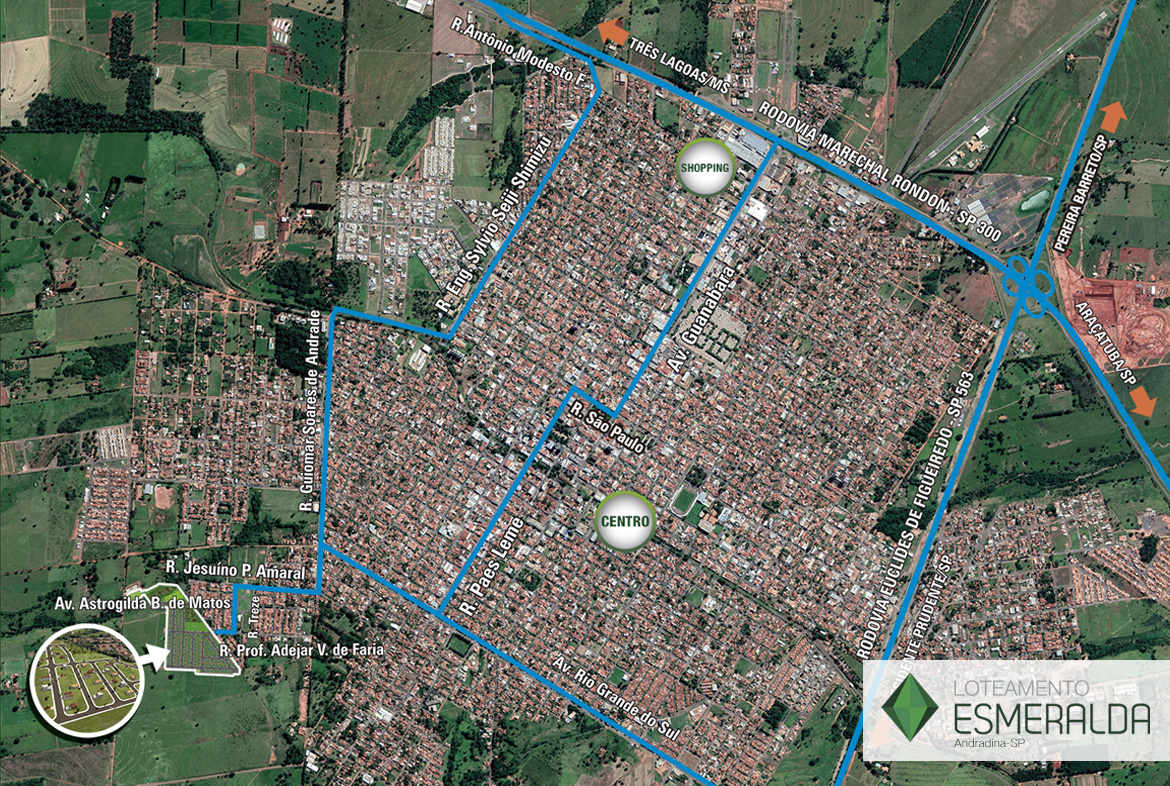 R. Antônio Modesto F.
TRÊS LAGOAS/MS
RODOVIA MARECHAL RONDON - SP 300
PEREIRA BARRETO/SP
SHOPPING
R. Eng. Sylvio Seiji Shimizu
Av. Guanabara
ARAÇATUBA/SP
R. Guiomar Soares de Andrade
R. São Paulo
RODOVIA EUCLIDES DE FIGUEIREDO - SP 563
CENTRO
R. Paes Leme
R. Jesuíno P. Amaral
Av. Astrogilda B. de Matos
R. Treze
R. Prof. Adejar V. de Faria
PRUDENTE SP
Av. Rio Grande do Sul
LOTEAMENTO
ESMERALDA
Andradina-SP